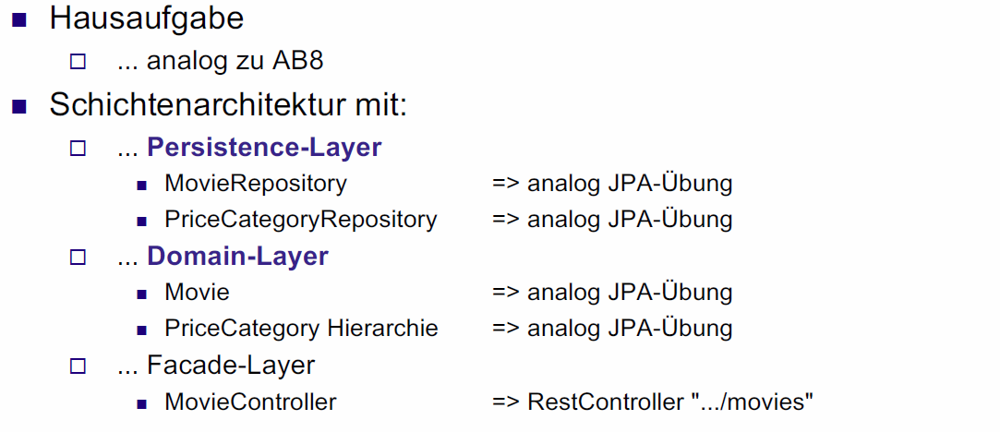 Hausaufgabe
... analog zu AB8
Schichtenarchitektur mit:
... Persistence-Layer
MovieRepository => analog JPA-Übung
PriceCategoryRepository => analog JPA-Übung
... Domain-Layer
Movie => analog JPA-Übung
PriceCategory Hierarchie => analog JPA-Übung
... Facade-Layer
MovieController => RestController ".../movies"